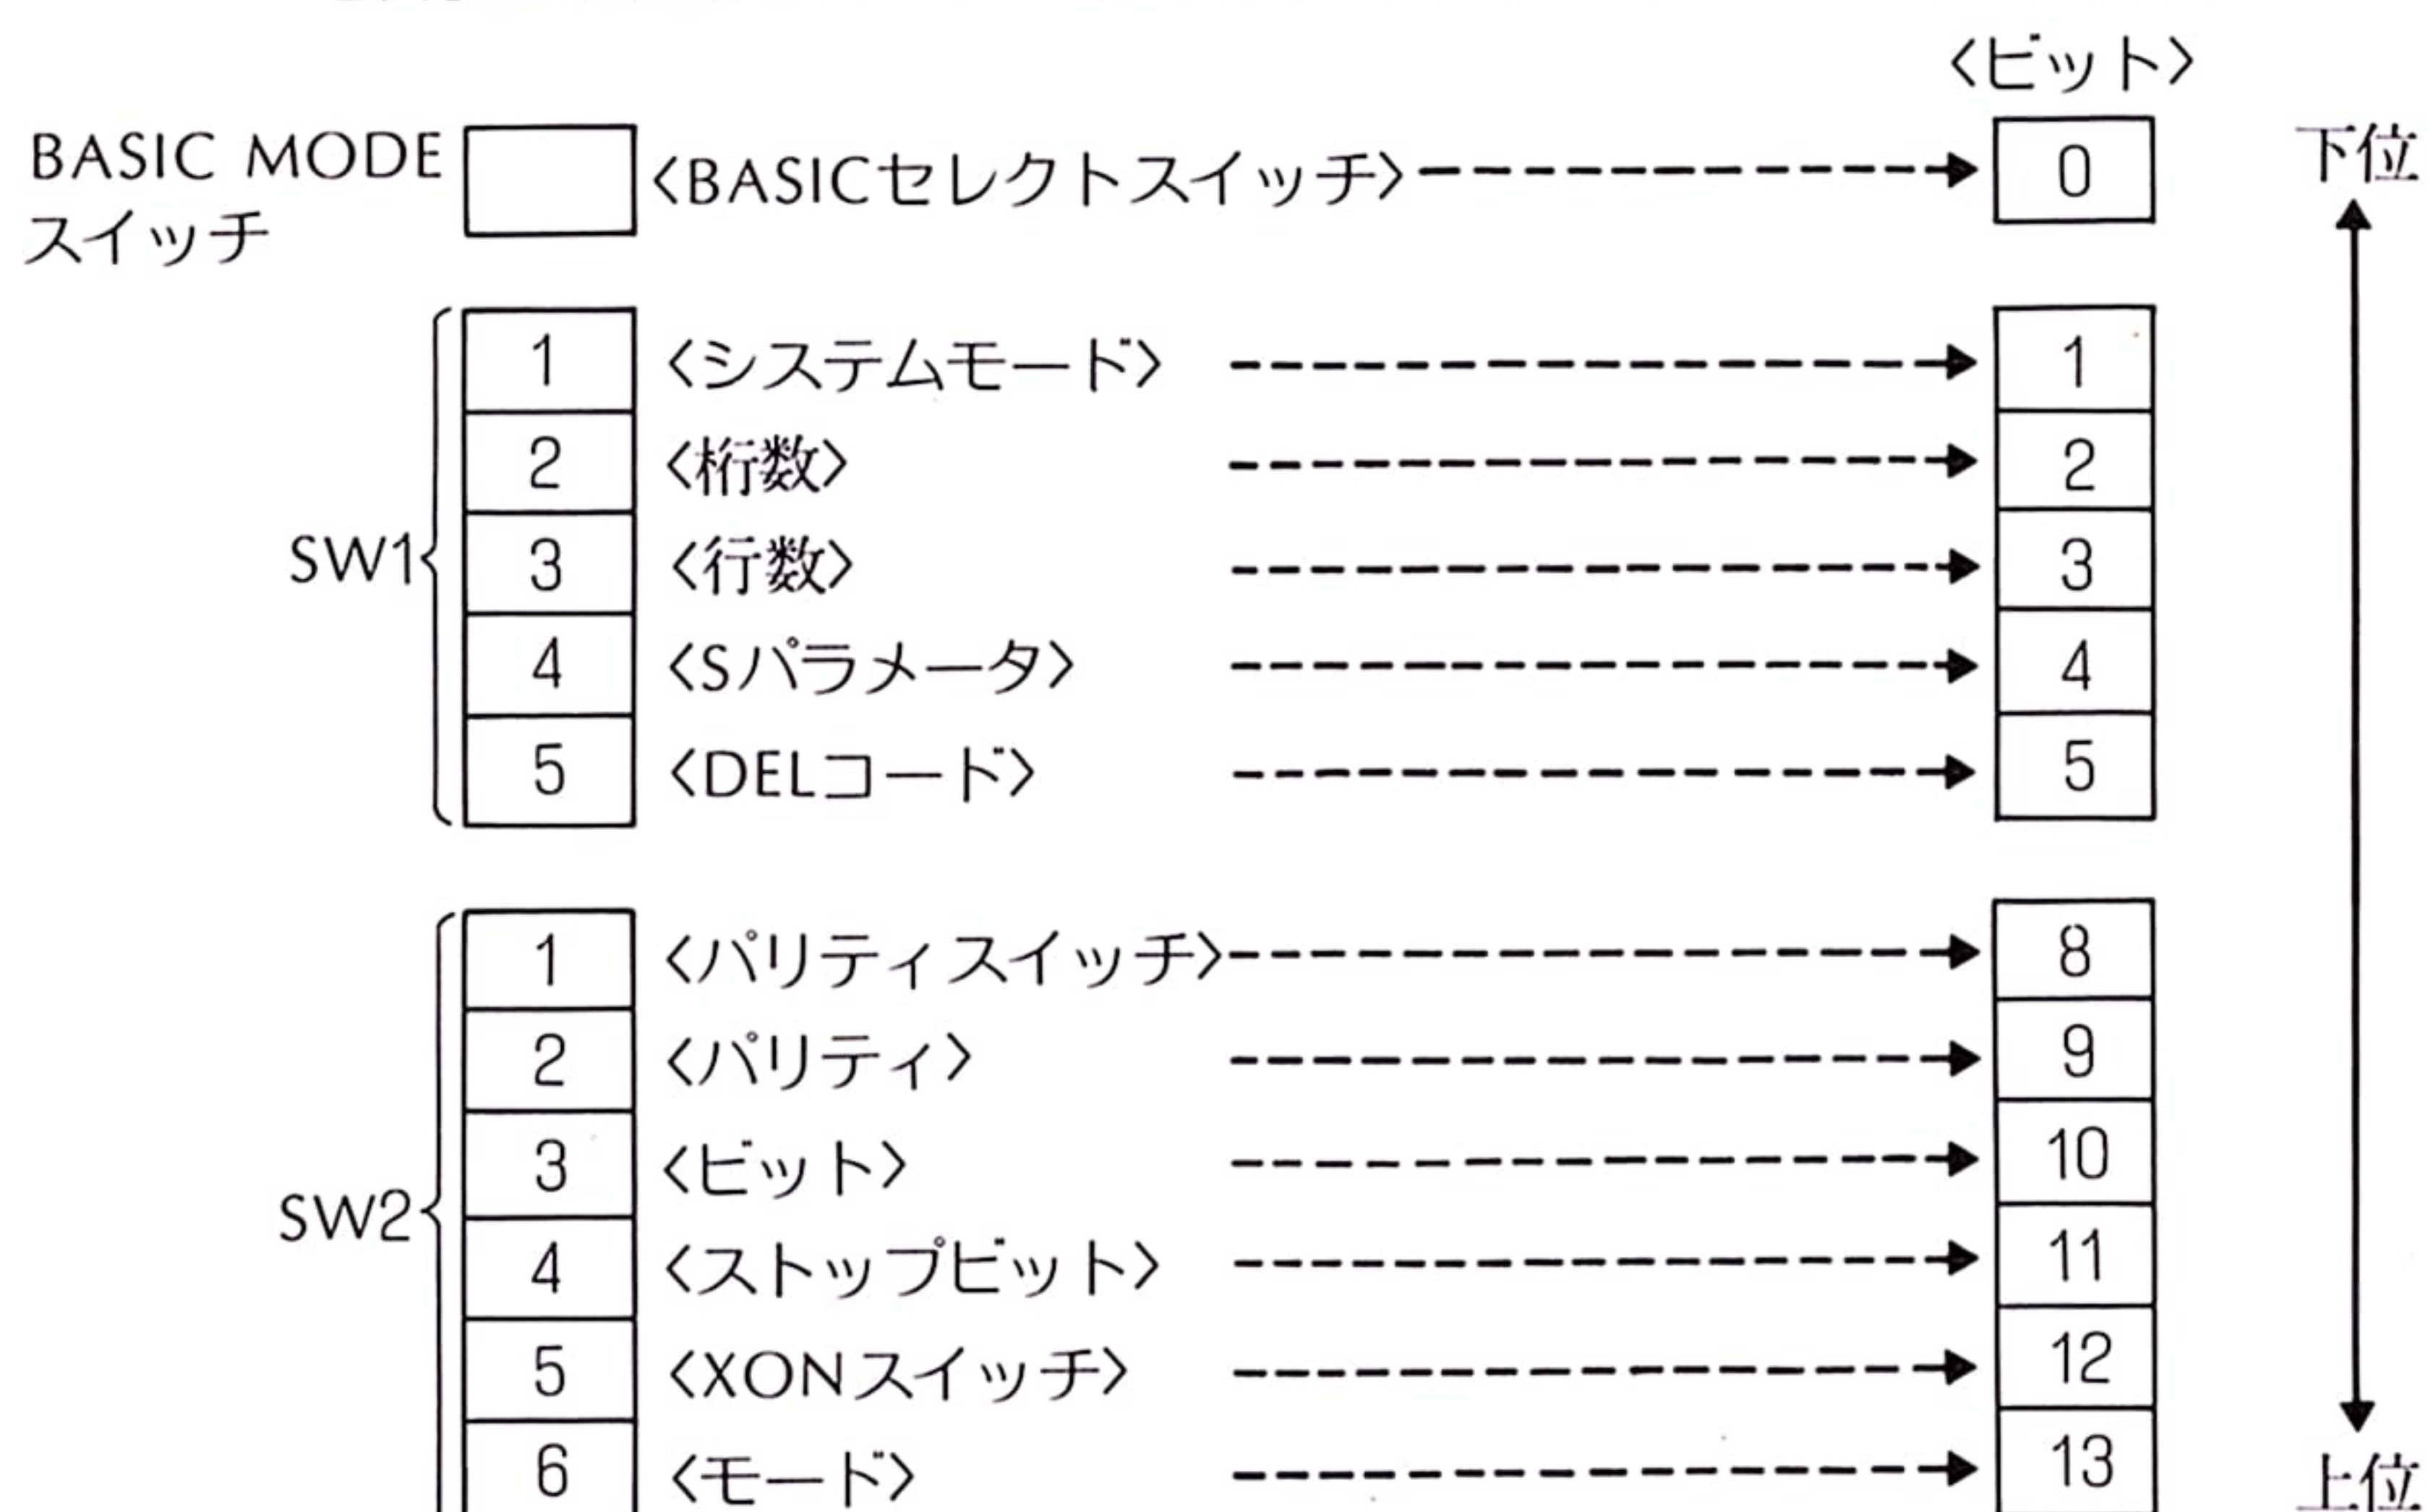 〈ビット〉
BASIC MODE 〈BASICセレクトスイッチ〉 0 下位
スイッチ
1 〈システムモード〉 1
2 〈桁数〉 2
SW1 3 〈行数〉 3
4 〈Sパラメータ〉 4
5 〈DELコード〉 5
1 〈パリティスイッチ〉 8
2 〈パリティ〉 9
3 〈ビット〉 10
SW2 4 〈ストップビット〉 11
5 〈XONスイッチ〉 12
6 〈モード〉 13 上位